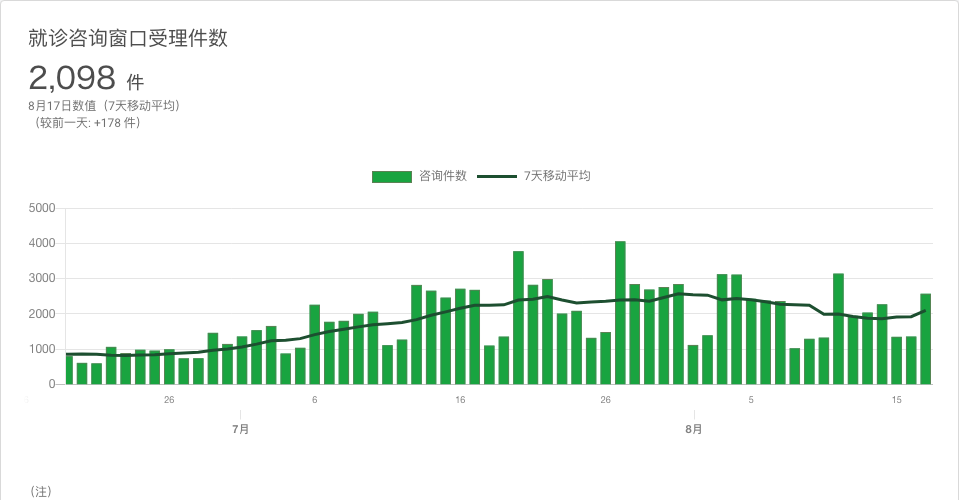 就诊咨询窗口受理件数
2,098 件
8月17日数值（7天移动平均）
（较前一天: +178 件）
咨询件数 7天移动平均
5000
4000
3000
2000
1000
0
26 6 16 26 5 15
7月 8月
（注）